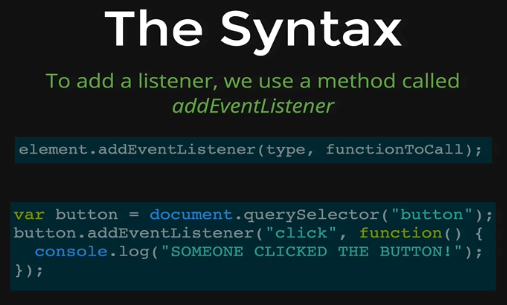 The Syntax
To add a listener, we use a method called
addEventListener
element.addEventListener(type, functionToCall);
var button = document.querySelector("button");
button.addEventListener("click", function() {
  console.log("SOMEONE CLICKED THE BUTTON!");
});